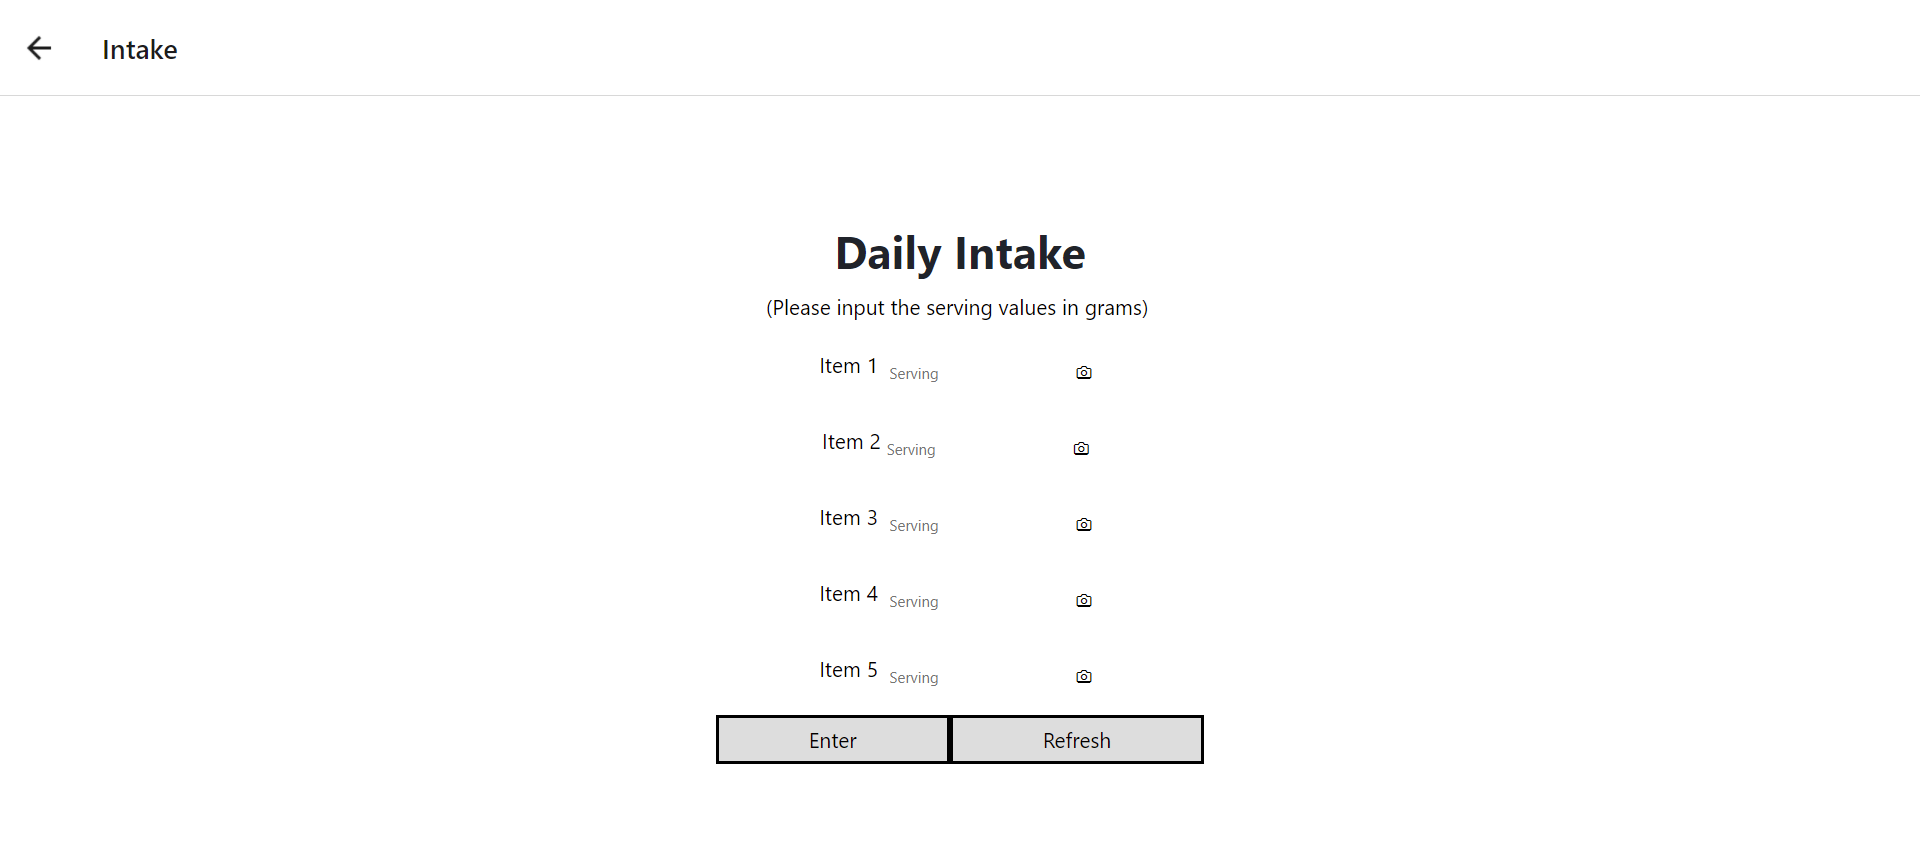 Intake
Daily Intake
(Please input the serving values in grams)
Item 1 Serving
Item 2 Serving
Item 3 Serving
Item 4 Serving
Item 5 Serving
Enter Refresh